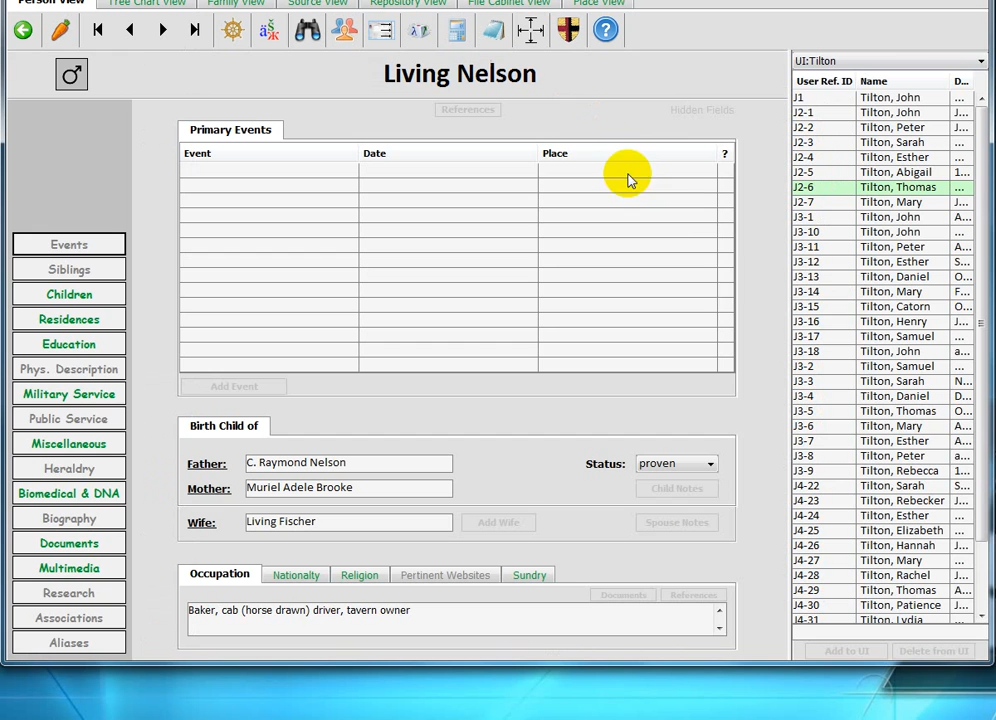 Person View Tree Chart View Family View Source View Repository View File Cabinet View Place View
äš
ж
?
Living Nelson
References Hidden Fields
Primary Events
Event Date Place ?
Add Event
Events
Siblings
Children
Residences
Education
Phys. Description
Military Service
Public Service
Miscellaneous
Heraldry
Biomedical & DNA
Biography
Documents
Multimedia
Research
Associations
Aliases
Birth Child of
Father: C. Raymond Nelson Status: proven
Mother: Muriel Adele Brooke Child Notes
Wife: Living Fischer Add Wife Spouse Notes
Occupation Nationalty Religion Pertinent Websites Sundry
Documents References
Baker, cab (horse drawn) driver, tavern owner
UI:Tilton
User Ref. ID Name D...
J1 Tilton, John ...
J2-1 Tilton, John J...
J2-2 Tilton, Peter J...
J2-3 Tilton, Sarah ...
J2-4 Tilton, Esther ...
J2-5 Tilton, Abigail 1...
J2-6 Tilton, Thomas ...
J2-7 Tilton, Mary J...
J3-1 Tilton, John A...
J3-10 Tilton, John ...
J3-11 Tilton, Peter A...
J3-12 Tilton, Esther S...
J3-13 Tilton, Daniel O...
J3-14 Tilton, Mary F...
J3-15 Tilton, Catorn O...
J3-16 Tilton, Henry J...
J3-17 Tilton, Samuel ...
J3-18 Tilton, John a...
J3-2 Tilton, Samuel ...
J3-3 Tilton, Sarah N...
J3-4 Tilton, Daniel D...
J3-5 Tilton, Thomas O...
J3-6 Tilton, Mary A...
J3-7 Tilton, Esther A...
J3-8 Tilton, Peter a...
J3-9 Tilton, Rebecca 1...
J4-22 Tilton, Sarah S...
J4-23 Tilton, Rebecker J...
J4-24 Tilton, Esther ...
J4-25 Tilton, Elizabeth ...
J4-26 Tilton, Hannah J...
J4-27 Tilton, Mary ...
J4-28 Tilton, Rachel J...
J4-29 Tilton, Thomas A...
J4-30 Tilton, Patience J...
J4-31 Tilton, Lydia
Add to UI Delete from UI